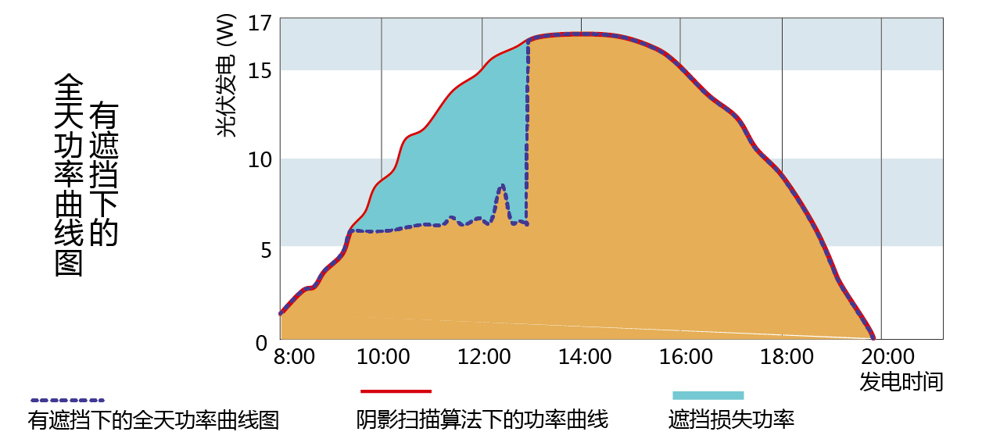 有遮挡下的
全天功率曲线图
光伏发电 (W)
17
15
10
5
0
8:00 10:00 12:00 14:00 16:00 18:00 20:00
发电时间
有遮挡下的全天功率曲线图
阴影扫描算法下的功率曲线
遮挡损失功率